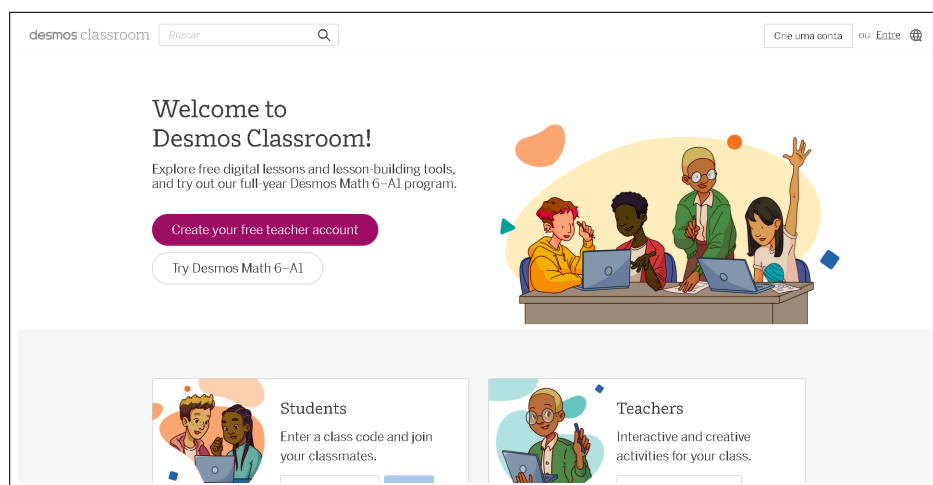 desmos classroom Buscar Crie uma conta ou Entre
Welcome to
Desmos Classroom!
Explore free digital lessons and lesson-building tools,
and try out our full-year Desmos Math 6–A1 program.
Create your free teacher account
Try Desmos Math 6–A1
Students
Enter a class code and join
your classmates.
Teachers
Interactive and creative
activities for your class.